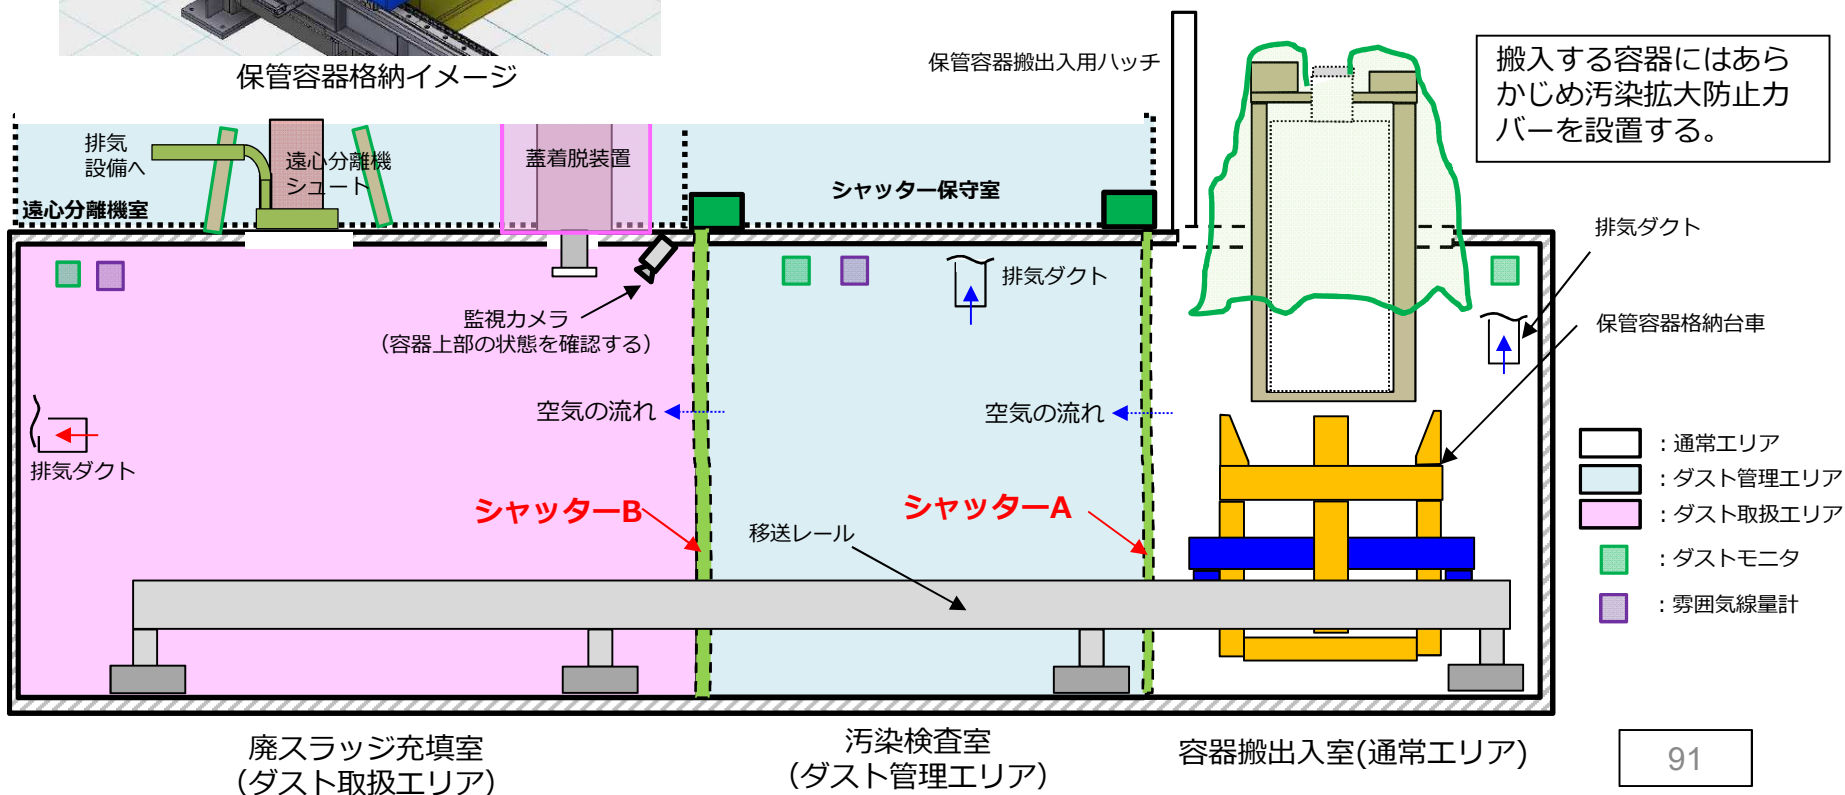 保管容器格納イメージ
保管容器搬出入用ハッチ
搬入する容器にはあら
かじめ汚染拡大防止カ
バーを設置する。
排気
設備へ
遠心分離機
シュート
蓋着脱装置
シャッター保守室
遠心分離機室
排気ダクト
排気ダクト
監視カメラ
(容器上部の状態を確認する)
保管容器格納台車
空気の流れ
空気の流れ
排気ダクト
シャッターB
シャッターA
移送レール
:通常エリア
:ダスト管理エリア
:ダスト取扱エリア
:ダストモニタ
:雰囲気線量計
廃スラッジ充填室
(ダスト取扱エリア)
汚染検査室
(ダスト管理エリア)
容器搬出入室(通常エリア)
91